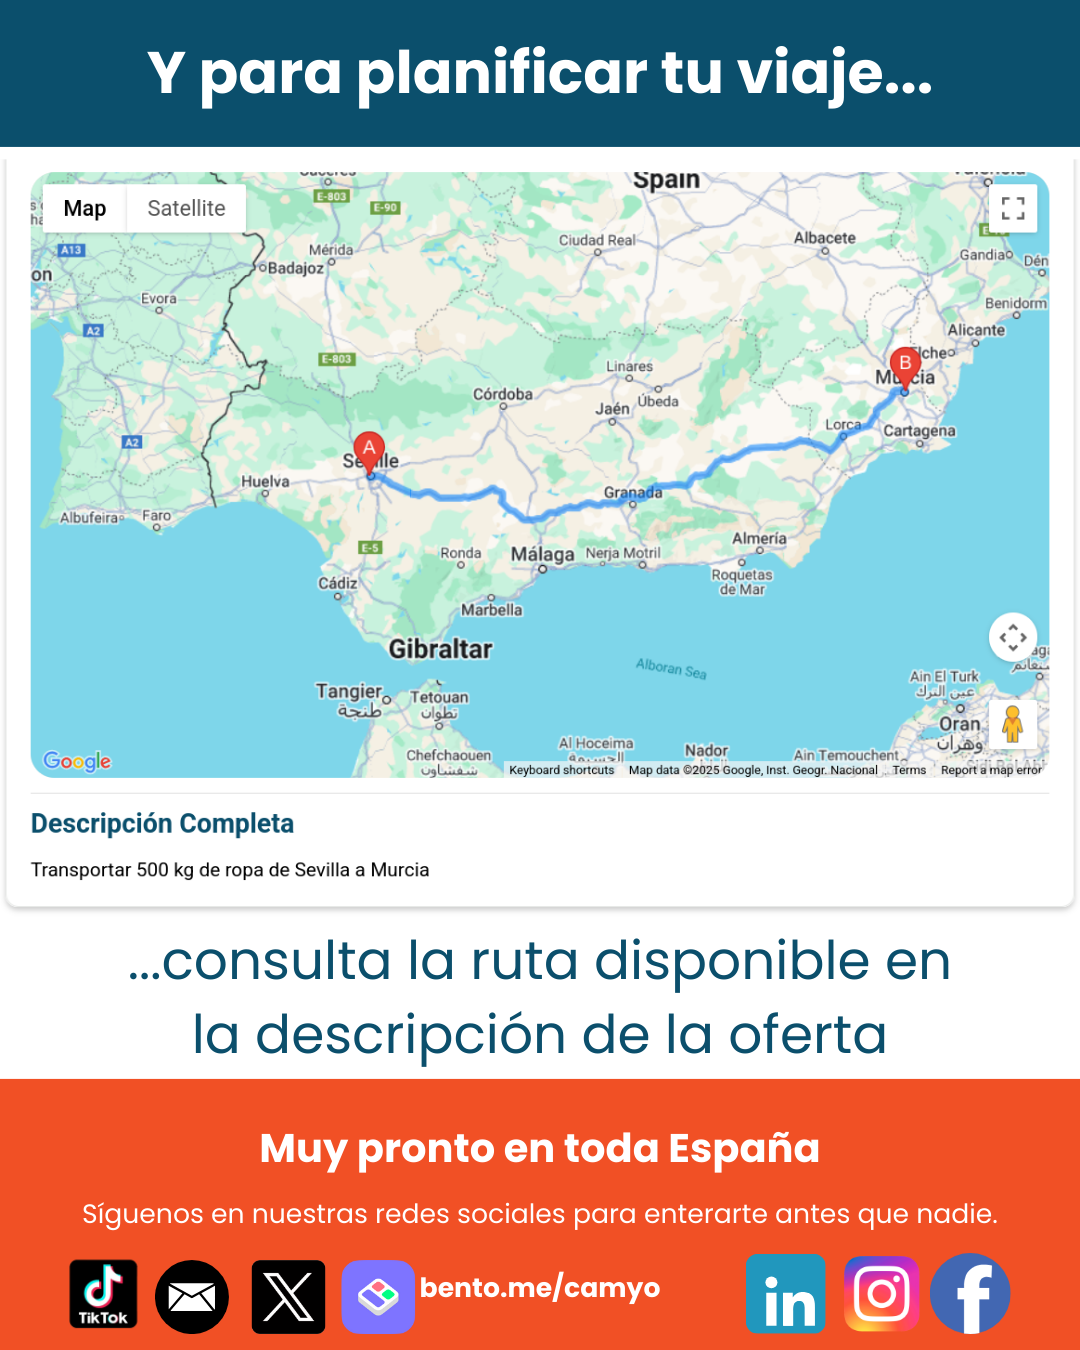 Y para planificar tu viaje...
Map
Satellite
Spain
E-803
E-90
A13
Mérida
Badajoz
Ciudad Real
Albacete
Gandia
Evora
A2
Benidorm
Alicante
E-803
Linares
B
Córdoba
Jaén
Úbeda
A2
A
Lorca
Cartagena
Huelva
Granada
Albufeira
Faro
E-5
Ronda
Málaga
Nerja
Motril
Almería
Cádiz
Roquetas
de Mar
Marbella
Gibraltar
Alboran Sea
Tangier
طنجة
Tetouan
تطوان
Ain El Turk
عين الترك
Oran
وهران
Al Hoceima
Nador
Ain Temouchent
Chefchaouen
شفشاون
Google
Keyboard shortcuts
Map data ©2025 Google, Inst. Geogr. Nacional
Terms
Report a map error
Descripción Completa
Transportar 500 kg de ropa de Sevilla a Murcia
...consulta la ruta disponible en
la descripción de la oferta
Muy pronto en toda España
Síguenos en nuestras redes sociales para enterarte antes que nadie.
TikTok
X
bento.me/camyo
in
f